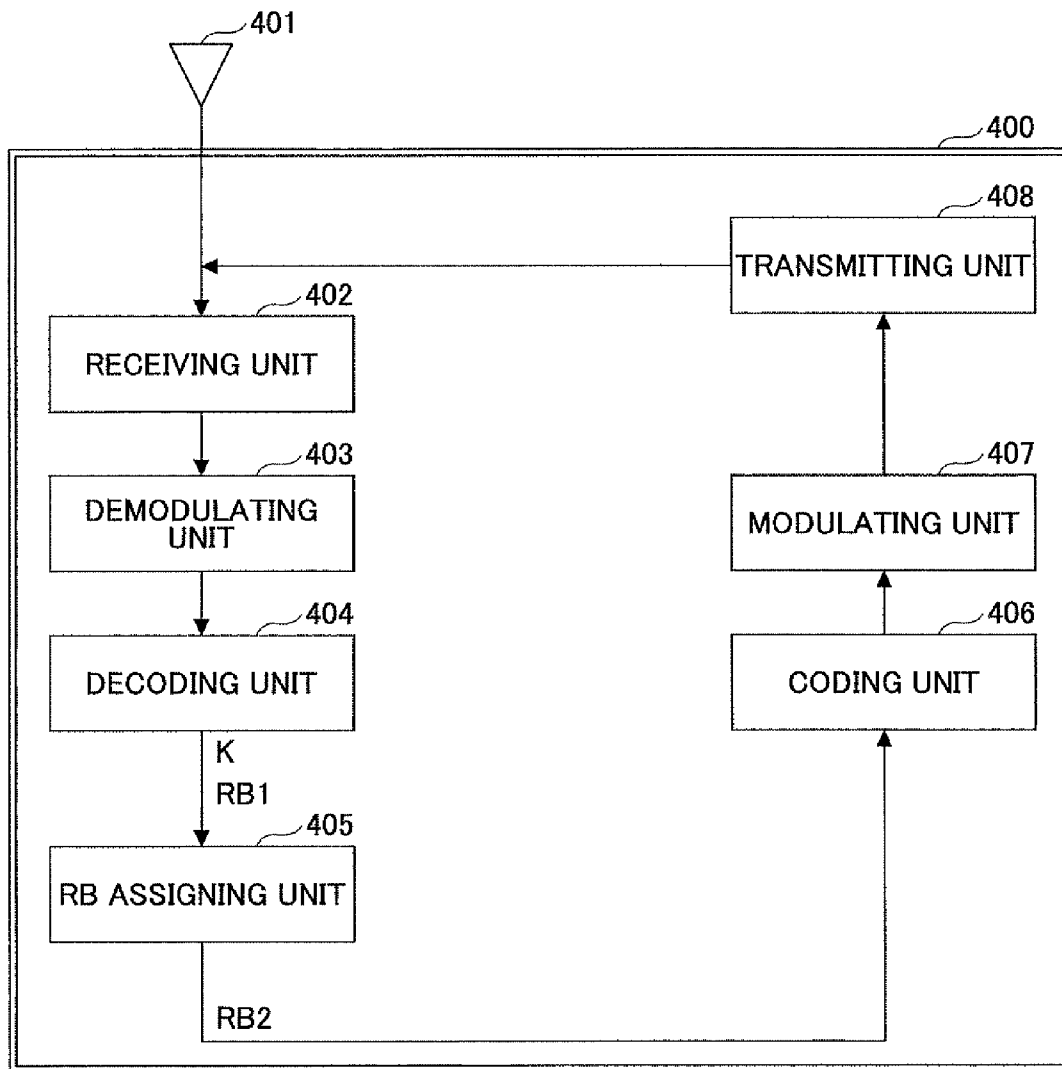 401
400
408
TRANSMITTING UNIT
402
RECEIVING UNIT
403
DEMODULATING
UNIT
407
MODULATING UNIT
404
DECODING UNIT
406
CODING UNIT
K
RB1
405
RB ASSIGNING UNIT
RB2